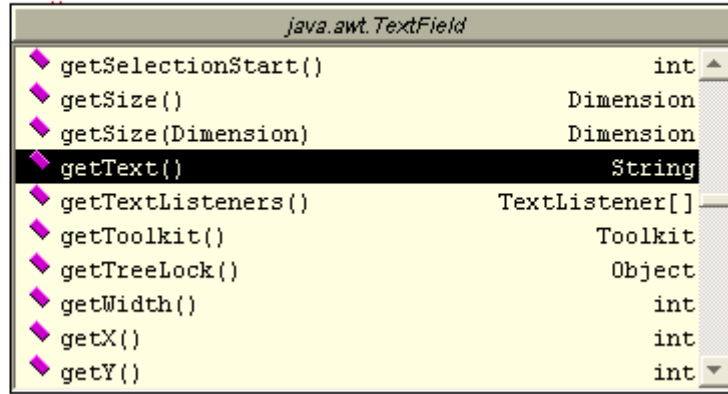 java.awt.TextField
getSelectionStart() int
getSize() Dimension
getSize(Dimension) Dimension
getText() String
getTextListeners() TextListener[]
getToolkit() Toolkit
getTreeLock() Object
getWidth() int
getX() int
getY() int